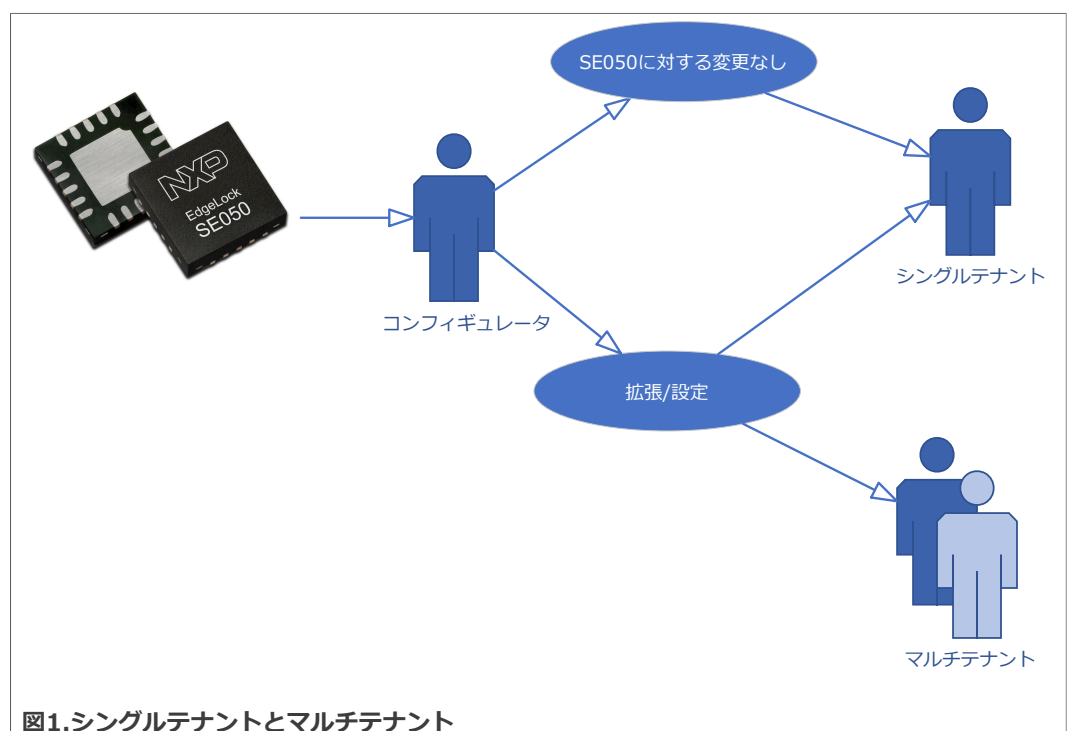 SE050に対する変更なし
NXP
EdgeLock
SE050
シングルテナント
コンフィギュレータ
拡張/設定
マルチテナント
図1.シングルテナントとマルチテナント